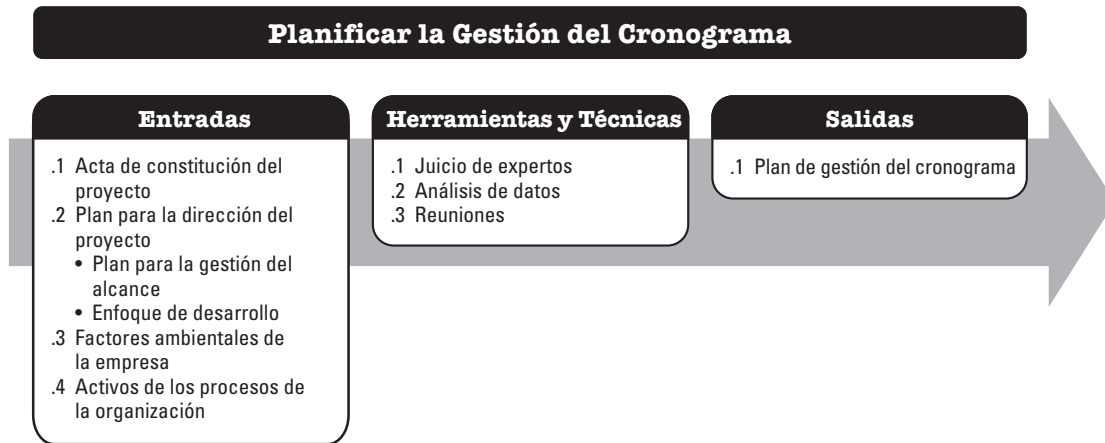 Planificar la Gestión del Cronograma
Entradas
.1 Acta de constitución del
proyecto
.2 Plan para la dirección del
proyecto
• Plan para la gestión del
alcance
• Enfoque de desarrollo
.3 Factores ambientales de
la empresa
.4 Activos de los procesos de
la organización
Herramientas y Técnicas
.1 Juicio de expertos
.2 Análisis de datos
.3 Reuniones
Salidas
.1 Plan de gestión del cronograma